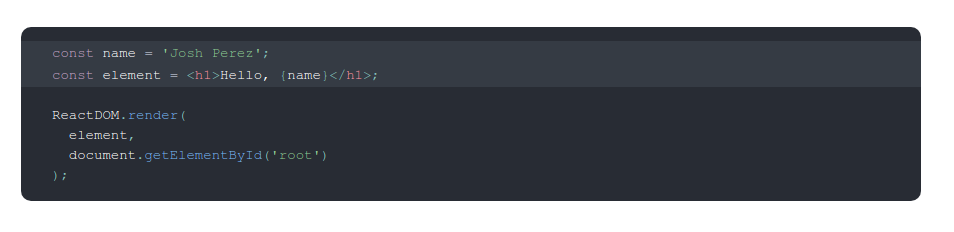 const name = 'Josh Perez';
const element = <h1>Hello, {name}</h1>;
ReactDOM.render(
element,
document.getElementById('root')
);